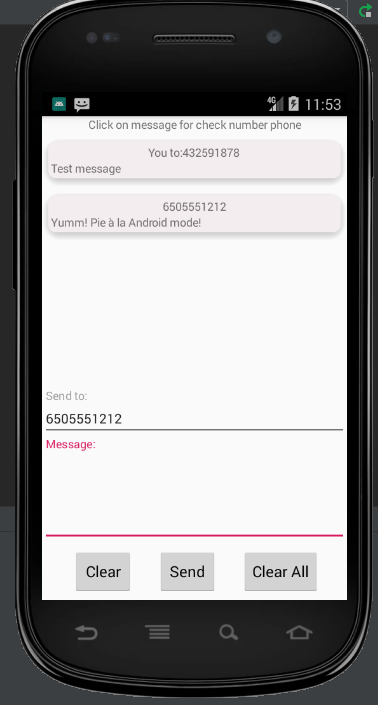 4G 11:53
Click on message for check number phone
You to:432591878
Test message
6505551212
Yumm! Pie à la Android mode!
Send to:
6505551212
Message:
Clear Send Clear All